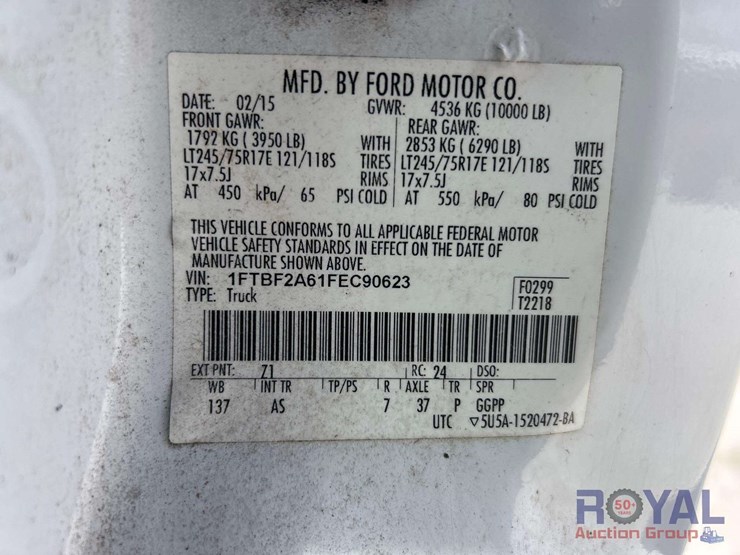 MFD. BY FORD MOTOR CO.
DATE: 02/15 GVWR: 4536 KG (10000 LB)
FRONT GAWR: REAR GAWR:
1792 KG ( 3950 LB) WITH 2853 KG ( 6290 LB) WITH
LT245/75R17E 121/118S TIRES LT245/75R17E 121/118S TIRES
17x7.5J RIMS 17x7.5J RIMS
AT 450 kPa/ 65 PSI COLD AT 550 kPa/ 80 PSI COLD
THIS VEHICLE CONFORMS TO ALL APPLICABLE FEDERAL MOTOR
VEHICLE SAFETY STANDARDS IN EFFECT ON THE DATE OF
MANUFACTURE SHOWN ABOVE.
VIN: 1FTBF2A61FEC90623 F0299
TYPE: Truck T2218
EXT PNT: Z1 RC: 24 DSO:
WB INT TR TP/PS R AXLE TR SPR
137 AS 7 37 P GGPP
UTC ▽5U5A-1520472-BA
ROYAL
50+
YEARS
Auction Group